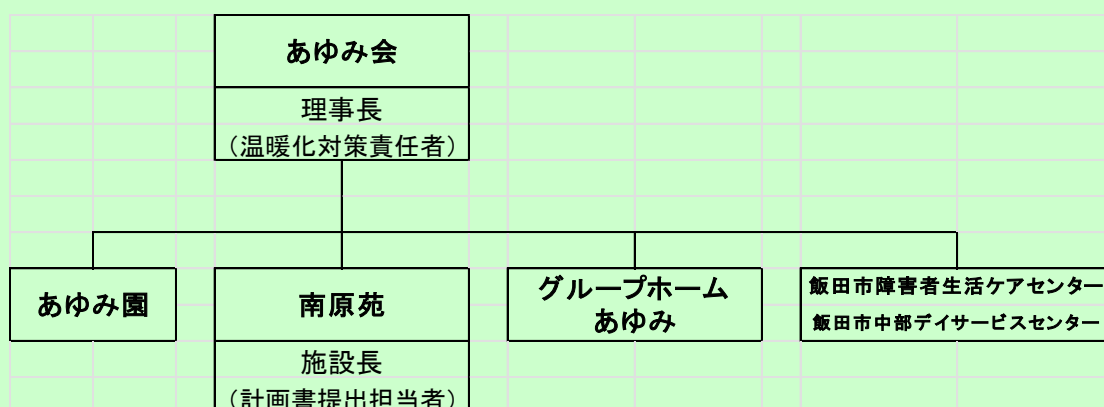 あゆみ会
理事長
（温暖化対策責任者）
あゆみ園
南原苑
グループホーム
あゆみ
飯田市障害者生活ケアセンター
飯田市中部デイサービスセンター
施設長
（計画書提出担当者）